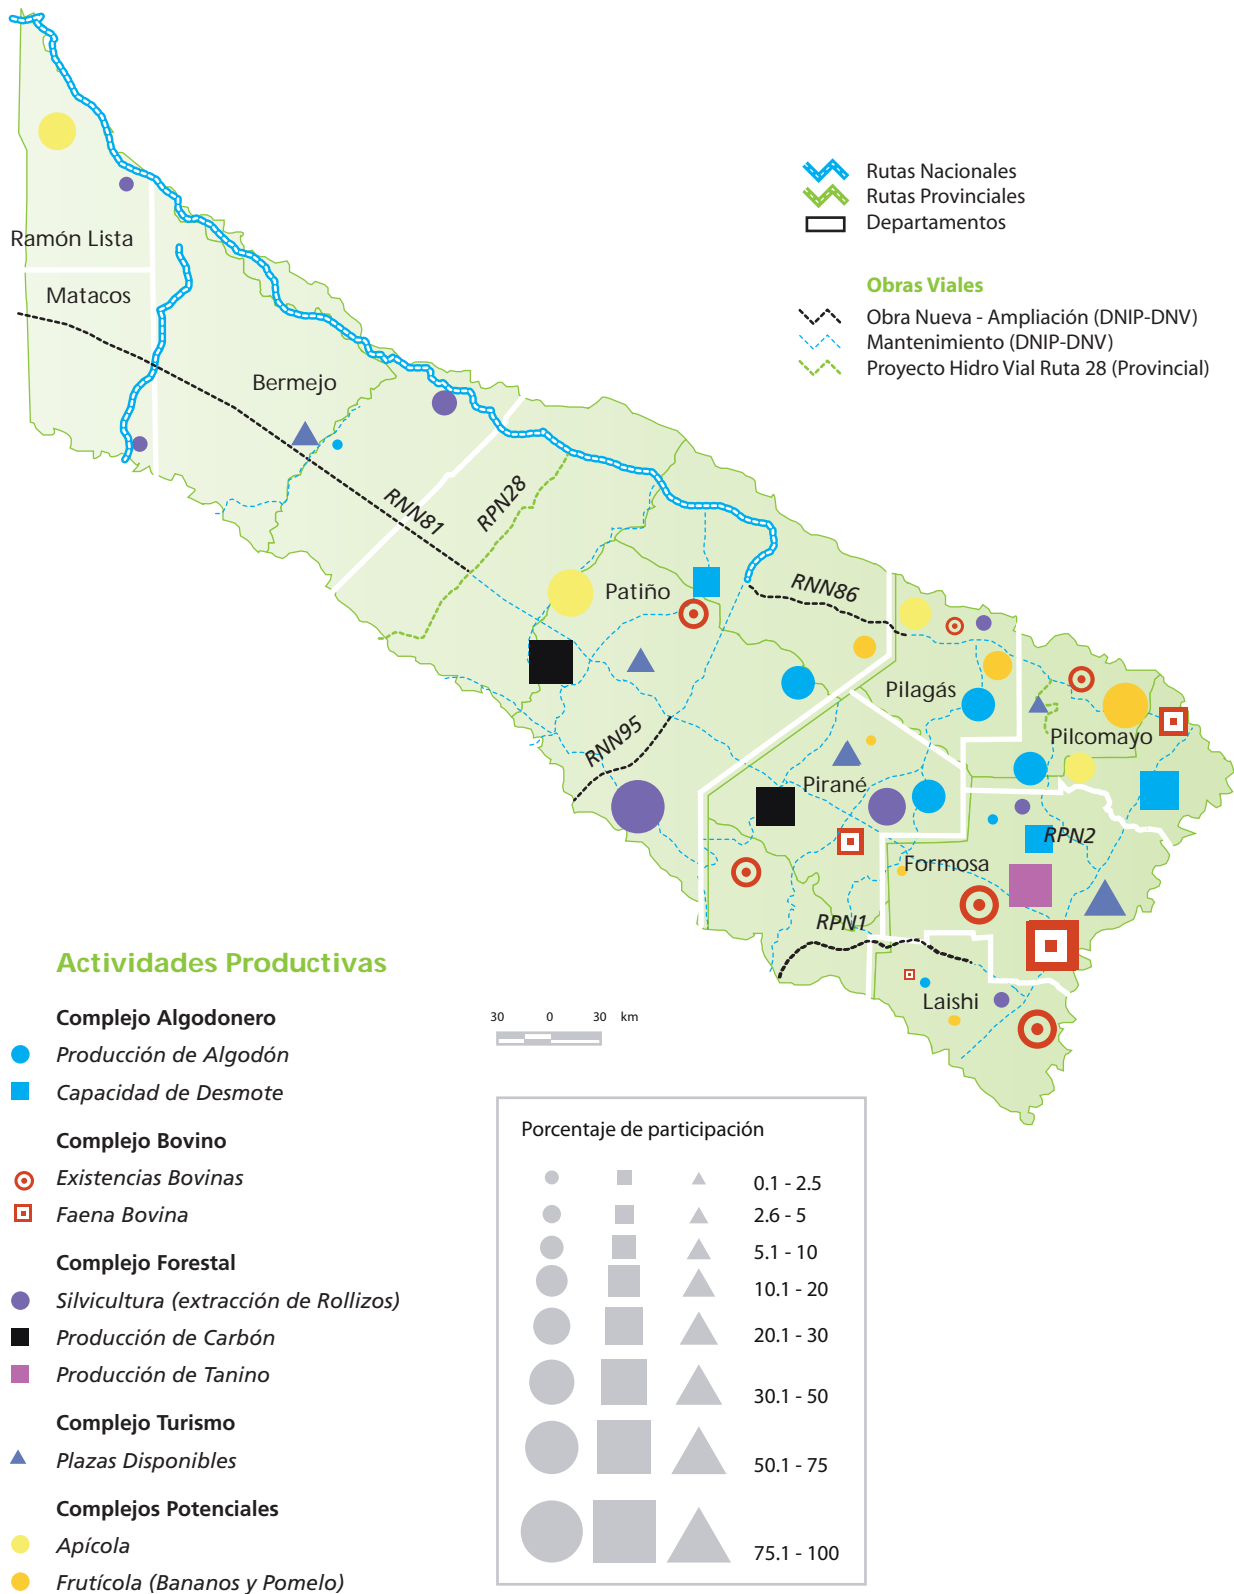 Rutas Nacionales
Rutas Provinciales
Departamentos
Obras Viales
Obra Nueva - Ampliación (DNIP-DNV)
Mantenimiento (DNIP-DNV)
Proyecto Hidro Vial Ruta 28 (Provincial)
Ramón Lista
Matacos
Bermejo
RNN81
RPN28
Patiño
RNN86
Pilagás
RNN95
Pilcomayo
Pirané
RPN2
Formosa
RPN1
Laishi
30 0 30 km
Actividades Productivas
Complejo Algodonero
Producción de Algodón
Capacidad de Desmote
Complejo Bovino
Existencias Bovinas
Faena Bovina
Complejo Forestal
Silvicultura (extracción de Rollizos)
Producción de Carbón
Producción de Tanino
Complejo Turismo
Plazas Disponibles
Complejos Potenciales
Apícola
Frutícola (Bananos y Pomelo)
Porcentaje de participación
0.1 - 2.5
2.6 - 5
5.1 - 10
10.1 - 20
20.1 - 30
30.1 - 50
50.1 - 75
75.1 - 100